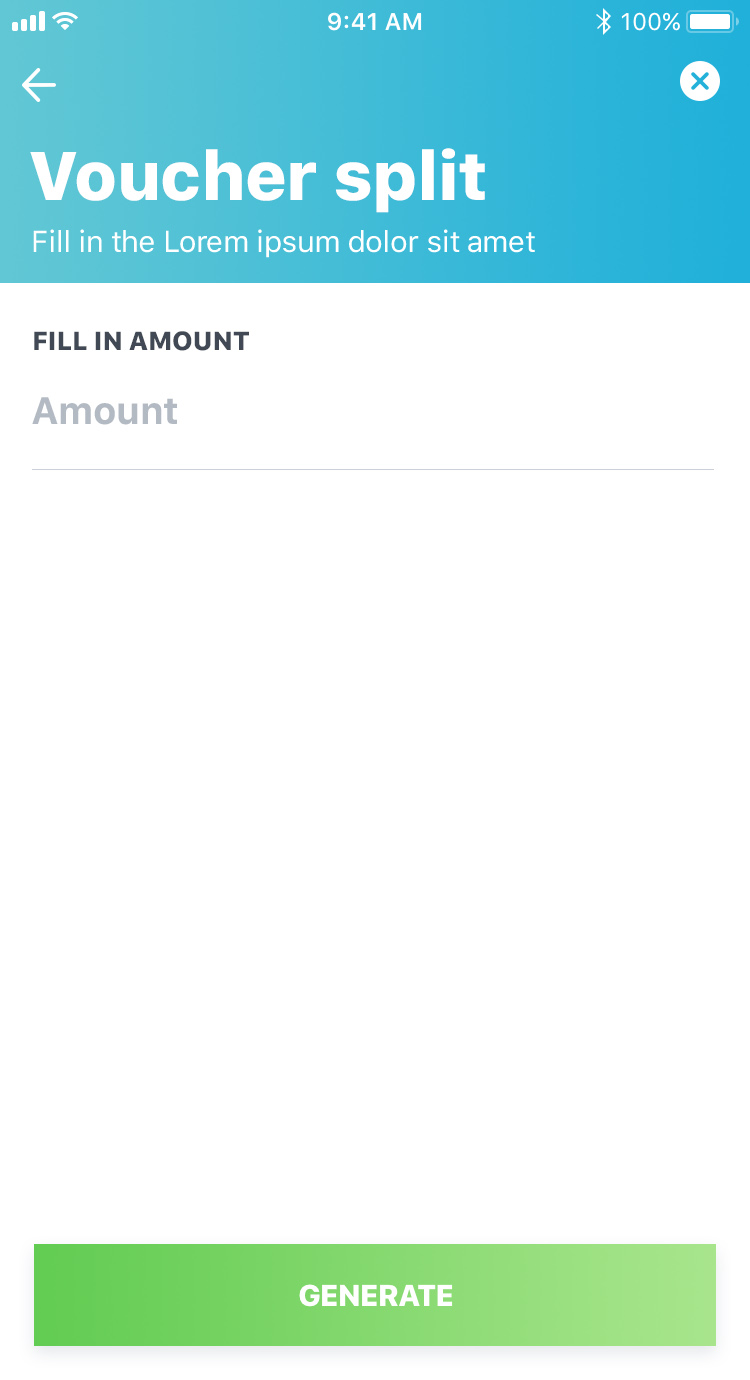 9:41 AM 100%
Voucher split
Fill in the Lorem ipsum dolor sit amet
FILL IN AMOUNT
Amount
GENERATE